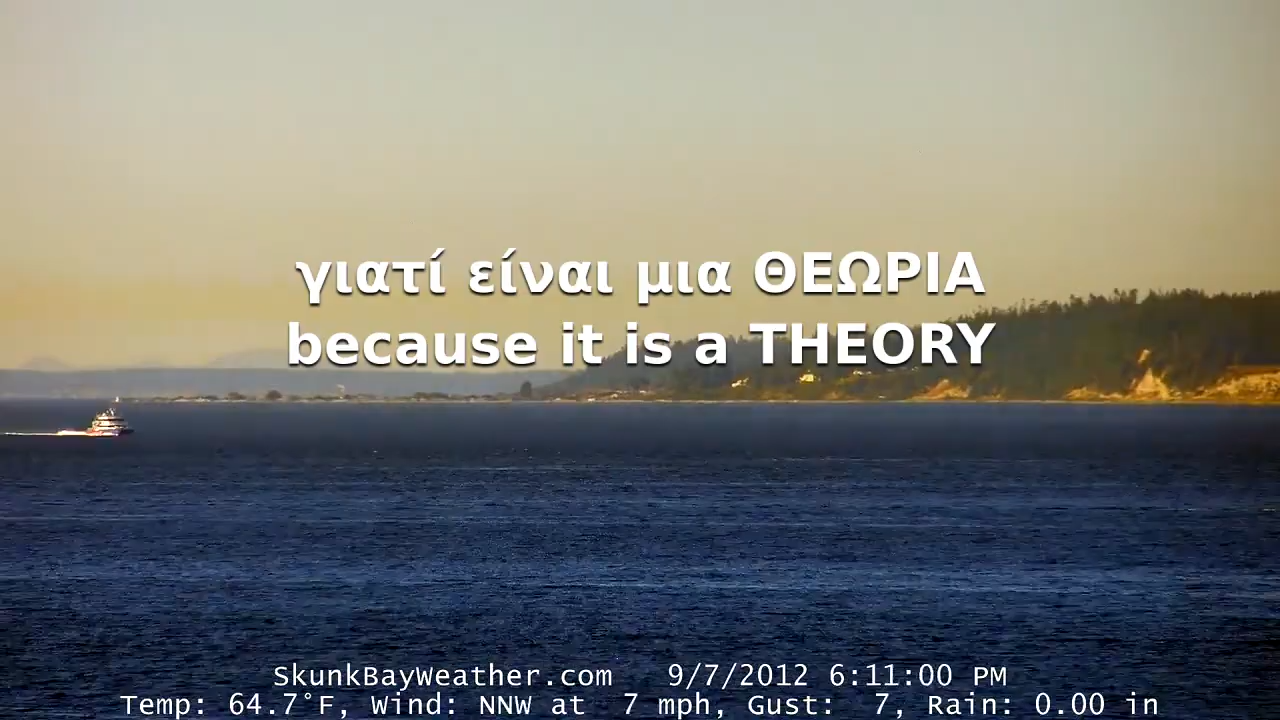 γιατί είναι μια ΘΕΩΡΙΑ
because it is a THEORY
SkunkBayWeather.com 9/7/2012 6:11:00 PM
Temp: 64.7°F, Wind: NNW at 7 mph, Gust: 7, Rain: 0.00 in